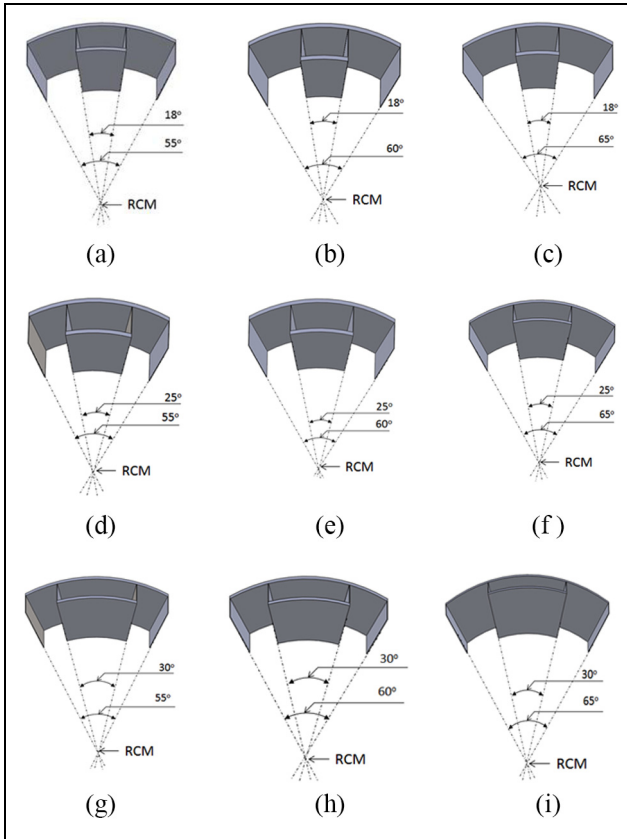 18°
55°
RCM
(a)
18°
60°
RCM
(b)
18°
65°
RCM
(c)
25°
55°
RCM
(d)
25°
60°
RCM
(e)
25°
65°
RCM
(f )
30°
55°
RCM
(g)
30°
60°
RCM
(h)
30°
65°
RCM
(i)